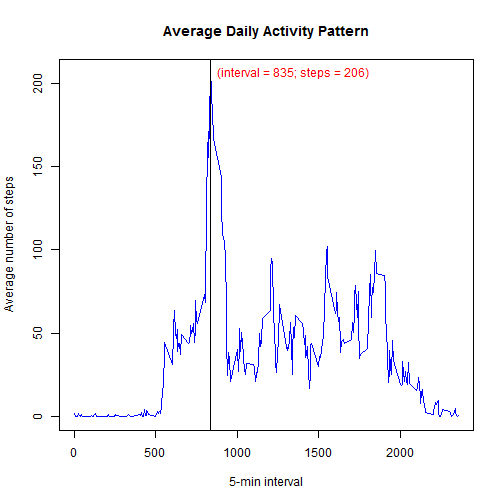 Average Daily Activity Pattern
(interval = 835; steps = 206)
Average number of steps
200
150
100
50
0
0 500 1000 1500 2000
5-min interval